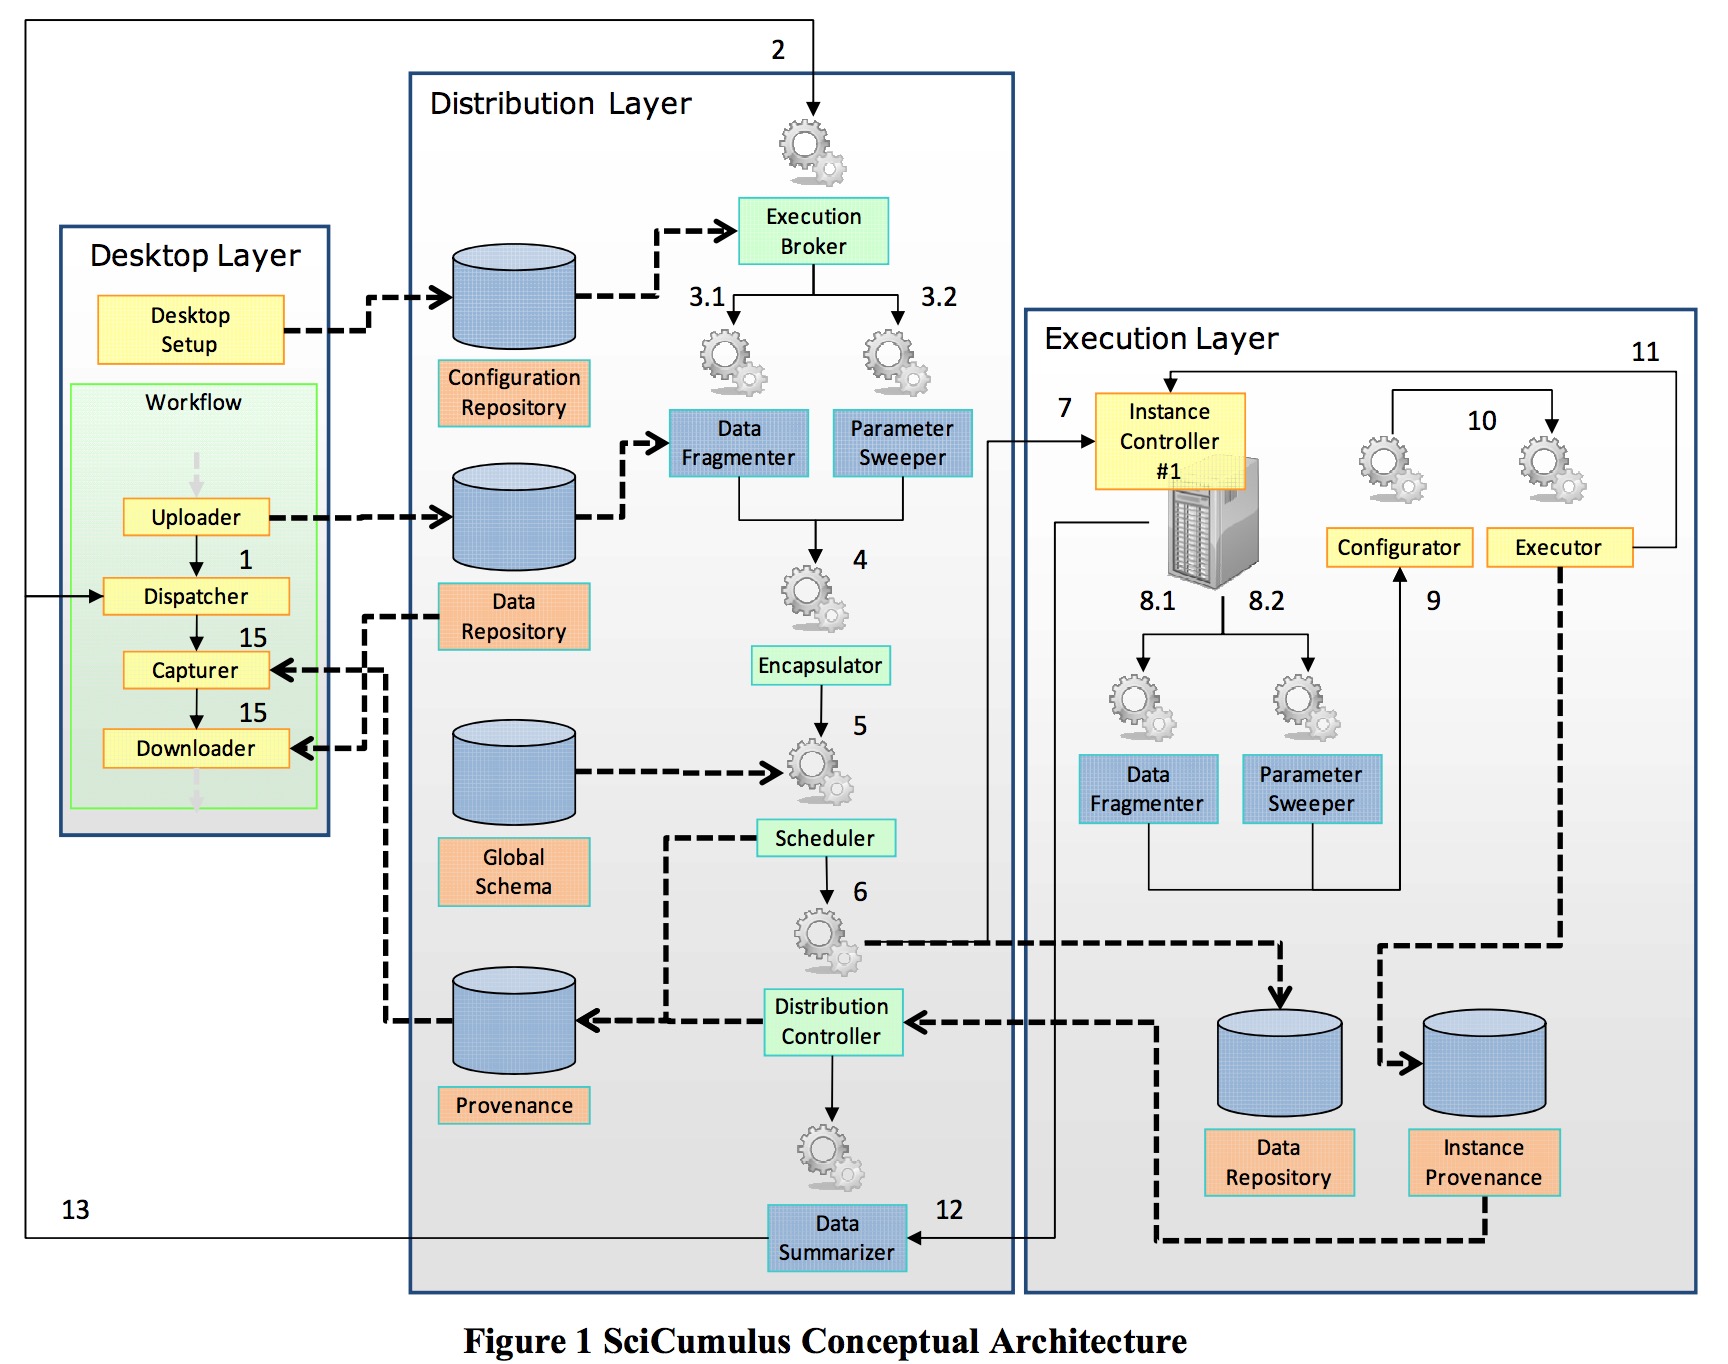 2
Distribution Layer
Execution
Broker
Desktop Layer
Desktop
Setup
Workflow
Uploader
1
Dispatcher
15
Capturer
15
Downloader
Configuration
Repository
3.1
3.2
Data
Fragmenter
Parameter
Sweeper
Data
Repository
4
Encapsulator
5
Global
Schema
Scheduler
6
Provenance
Distribution
Controller
13
Data
Summarizer
12
Execution Layer
11
7
Instance
Controller
#1
10
Configurator
Executor
8.1
8.2
9
Data
Fragmenter
Parameter
Sweeper
Data
Repository
Instance
Provenance
Figure 1 SciCumulus Conceptual Architecture